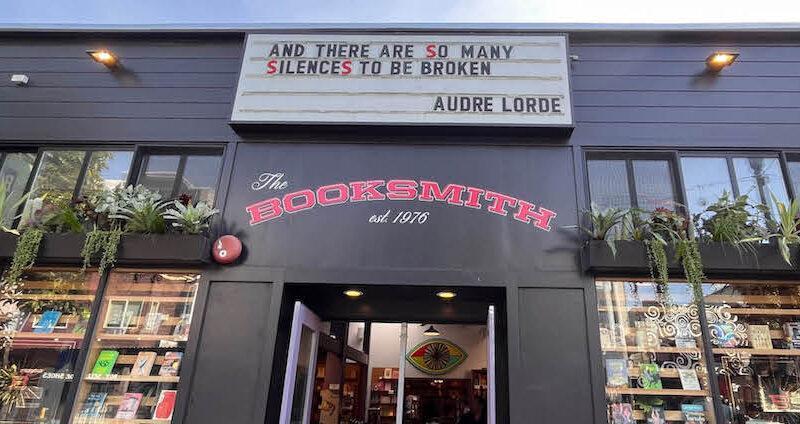 AND THERE ARE SO MANY
SILENCES TO BE BROKEN
AUDRE LORDE
The
BOOKSMITH
est. 1976